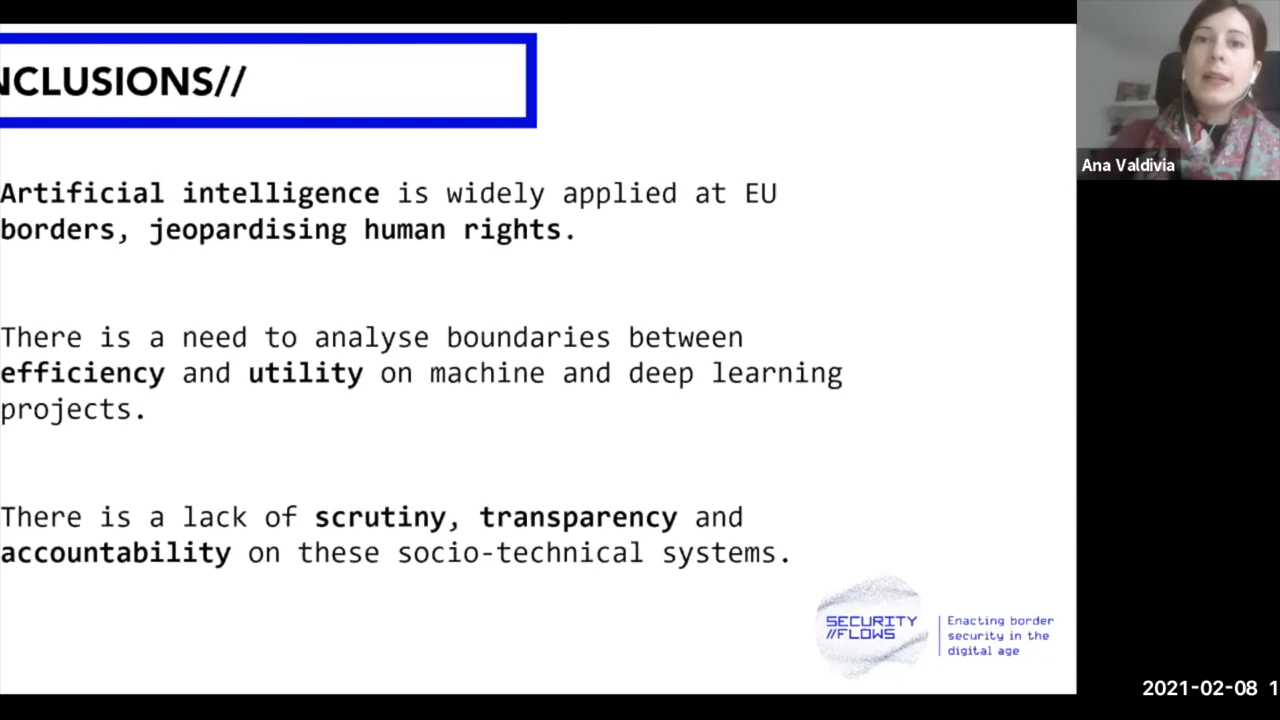 NCLUSIONS//
Artificial intelligence is widely applied at EU
borders, jeopardising human rights.
There is a need to analyse boundaries between
efficiency and utility on machine and deep learning
projects.
There is a lack of scrutiny, transparency and
accountability on these socio-technical systems.
SECURITY
//FLOWS
Enacting border
security in the
digital age
Ana Valdivia
2021-02-08 1